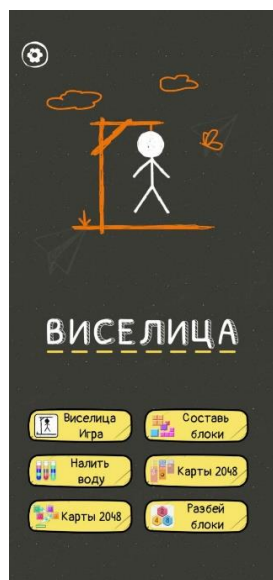 ВИСЕЛИЦА
Виселица
Игра
Составь
блоки
Налить
воду
Карты 2048
Карты 2048
Разбей
блоки